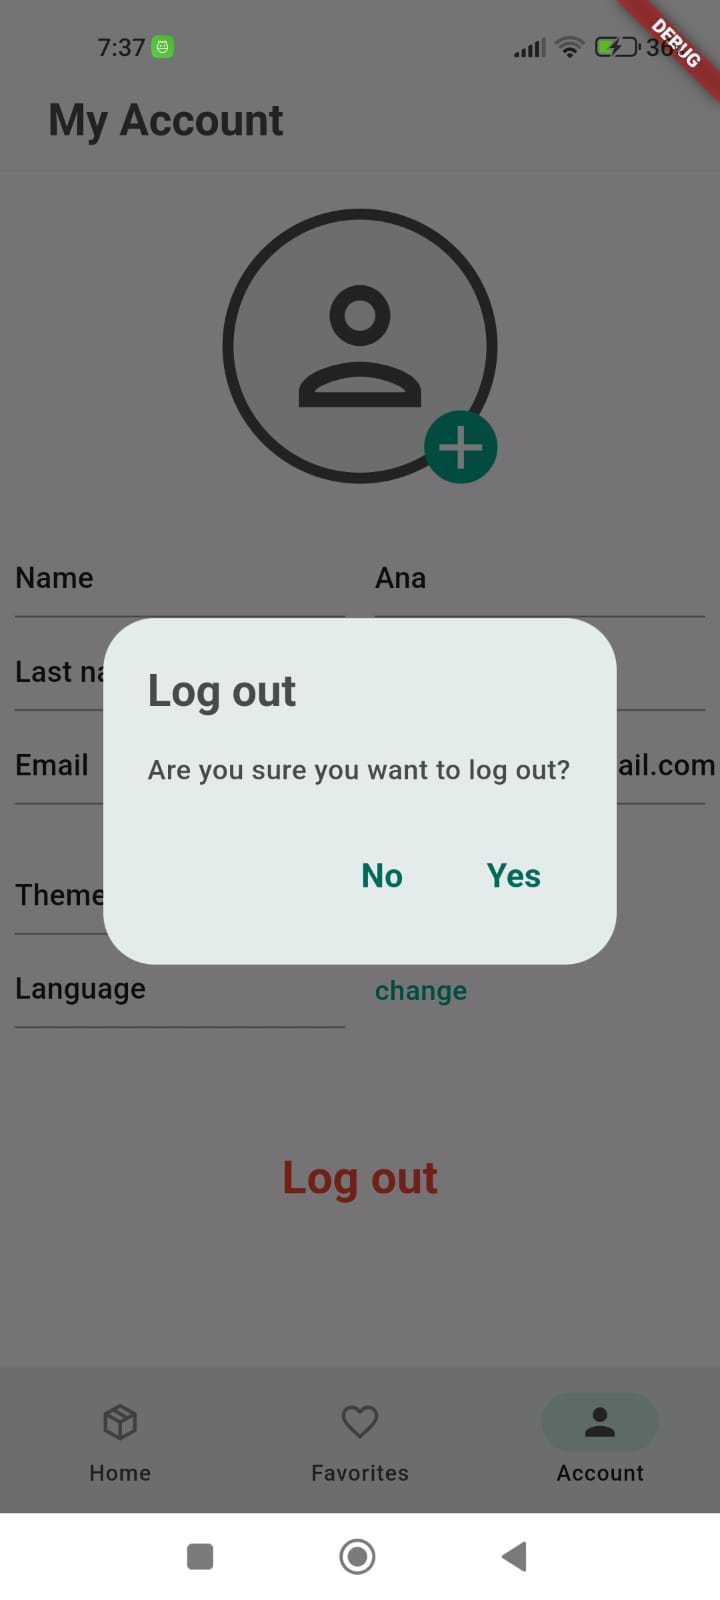 7:37 36
DEBUG
My Account
Name Ana
Last na
Email ail.com
Log out
Are you sure you want to log out?
No Yes
Theme
Language change
Log out
Home Favorites Account